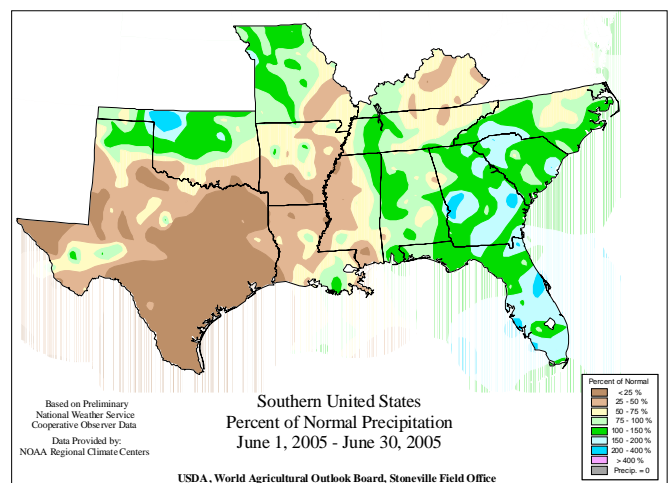 Based on Preliminary
National Weather Service
Cooperative Observer Data
Data Provided by:
NOAA Regional Climate Centers
Southern United States
Percent of Normal Precipitation
June 1, 2005 - June 30, 2005
USDA, World Agricultural Outlook Board, Stoneville Field Office
Percent of Normal
< 25 %
25 - 50 %
50 - 75 %
75 - 100 %
100 - 150 %
150 - 200 %
200 - 400 %
> 400 %
Precip. = 0